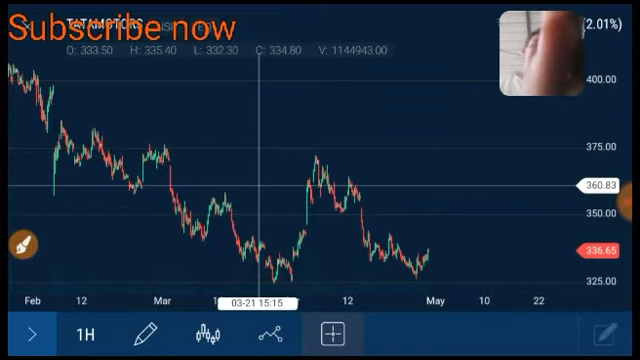 Subscribe now
TATAMOTORS
(2.01%)
O: 333.50 H: 335.40 L: 332.30 C: 334.80 V: 1144943.00
400.00
375.00
360.83
350.00
336.65
325.00
Feb 12 Mar 03-21 15:15 12 May 10 22
1H